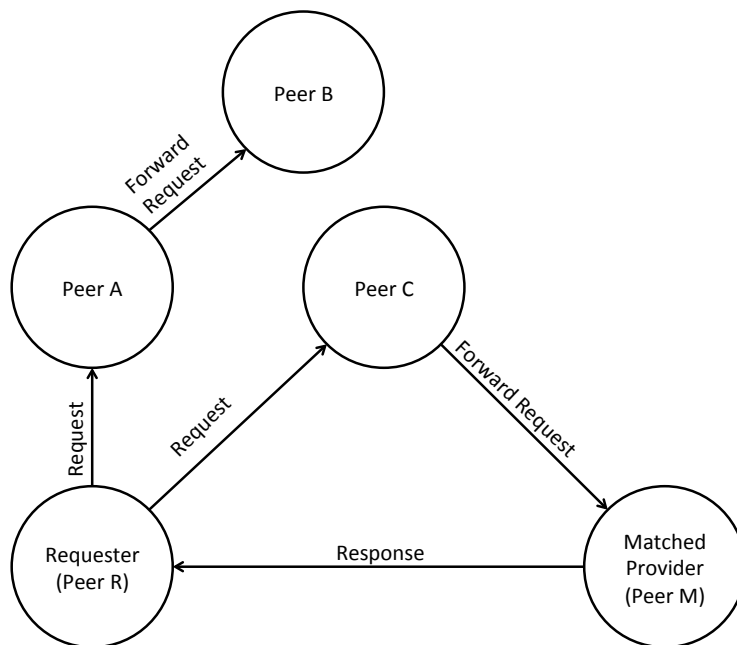 Peer B
Forward
Request
Peer A
Peer C
Request
Request
Forward Request
Requester
(Peer R)
Response
Matched
Provider
(Peer M)